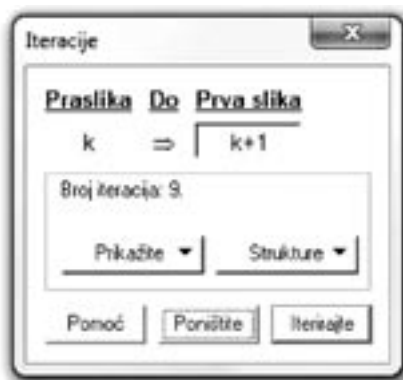 Iteracije
Praslika Do Prva slika
k ⇒ k+1
Broj iteracija: 9.
Prikažite Strukture
Pomoć Poništite Iterirajte